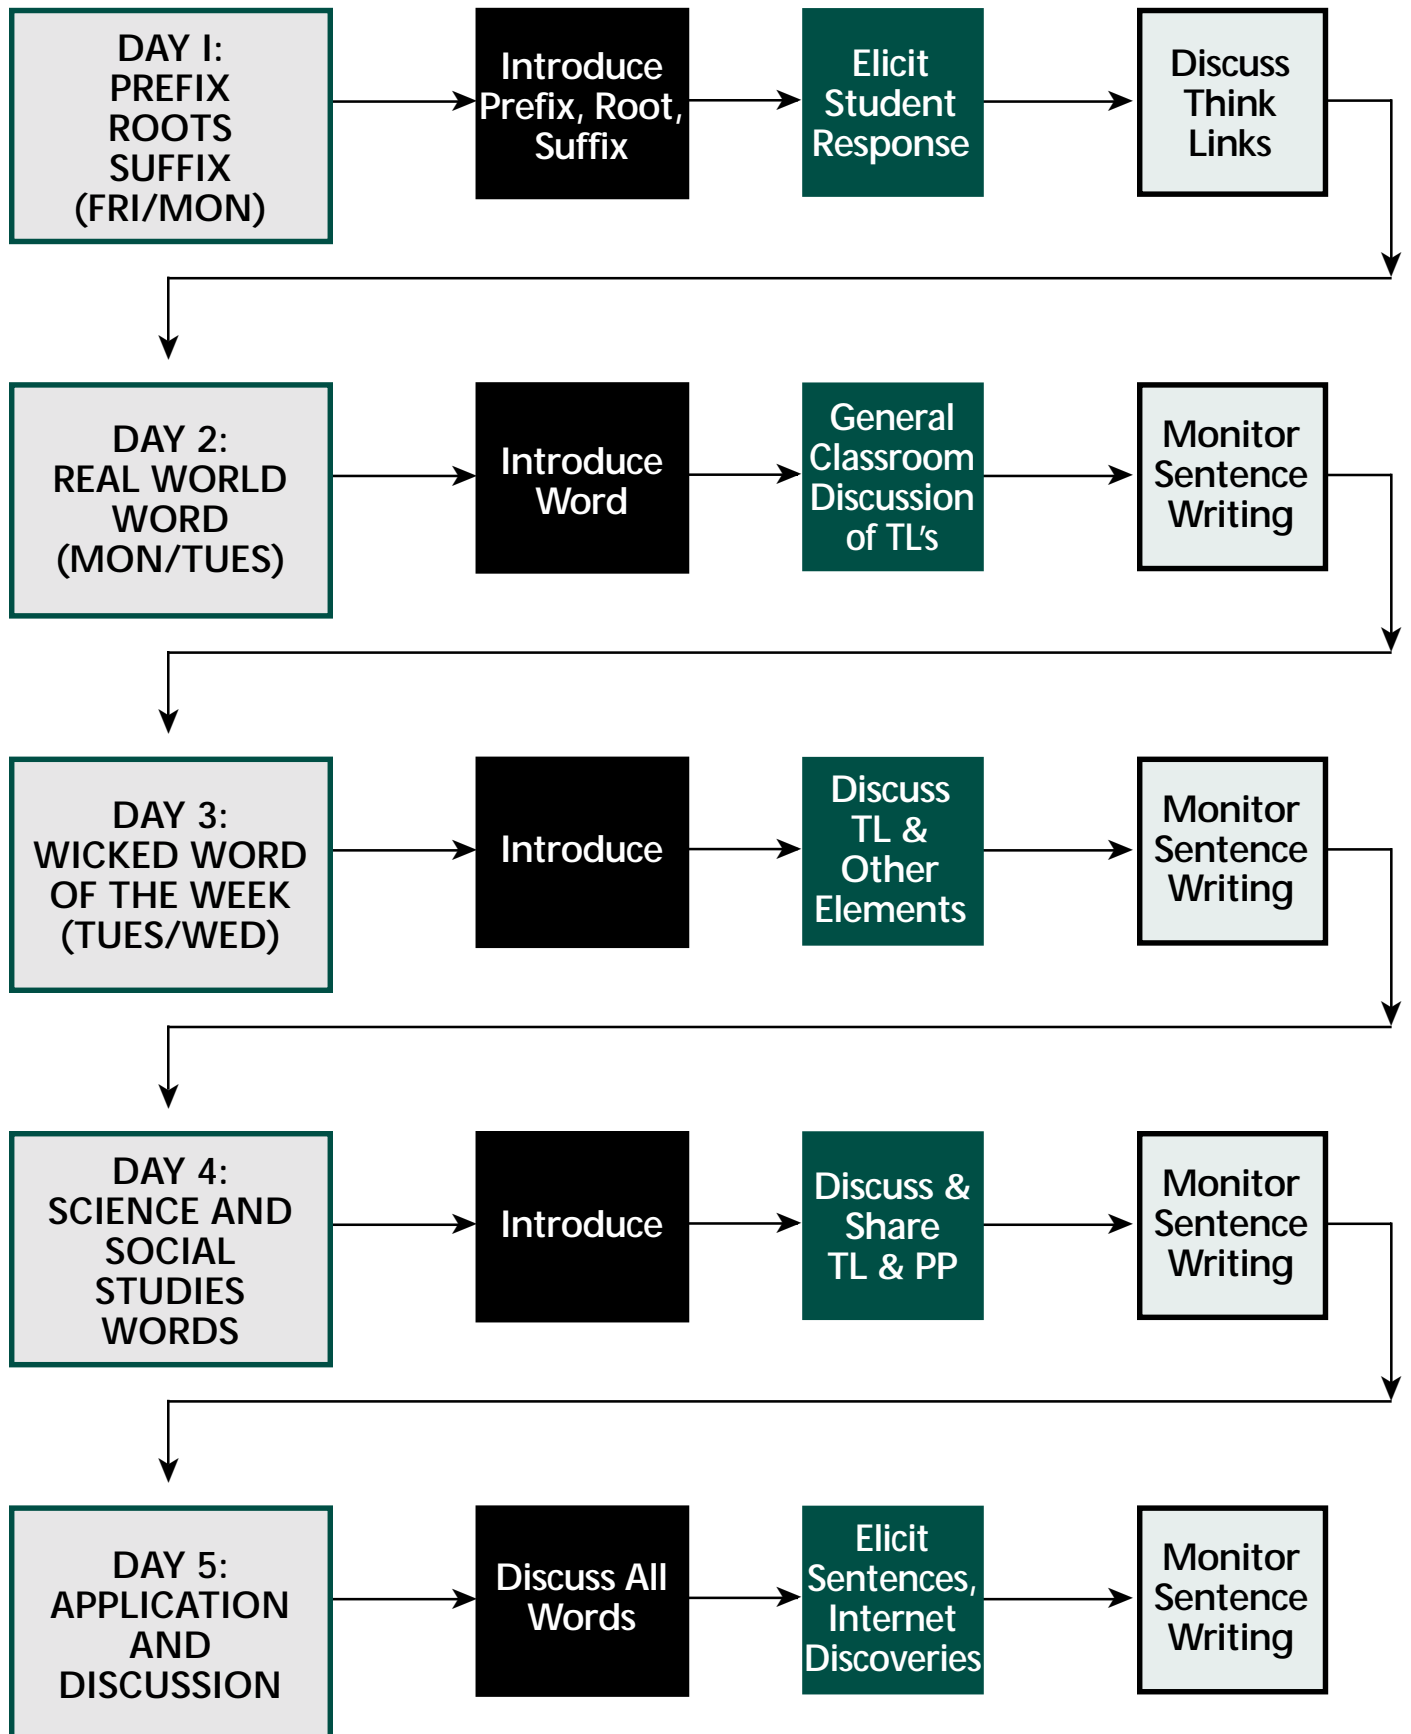 DAY I:
PREFIX
ROOTS
SUFFIX
(FRI/MON)
Introduce
Prefix, Root,
Suffix
Elicit
Student
Response
Discuss
Think
Links
DAY 2:
REAL WORLD
WORD
(MON/TUES)
Introduce
Word
General
Classroom
Discussion
of TL's
Monitor
Sentence
Writing
DAY 3:
WICKED WORD
OF THE WEEK
(TUES/WED)
Introduce
Discuss
TL &
Other
Elements
Monitor
Sentence
Writing
DAY 4:
SCIENCE AND
SOCIAL
STUDIES
WORDS
Introduce
Discuss &
Share
TL & PP
Monitor
Sentence
Writing
DAY 5:
APPLICATION
AND
DISCUSSION
Discuss All
Words
Elicit
Sentences,
Internet
Discoveries
Monitor
Sentence
Writing